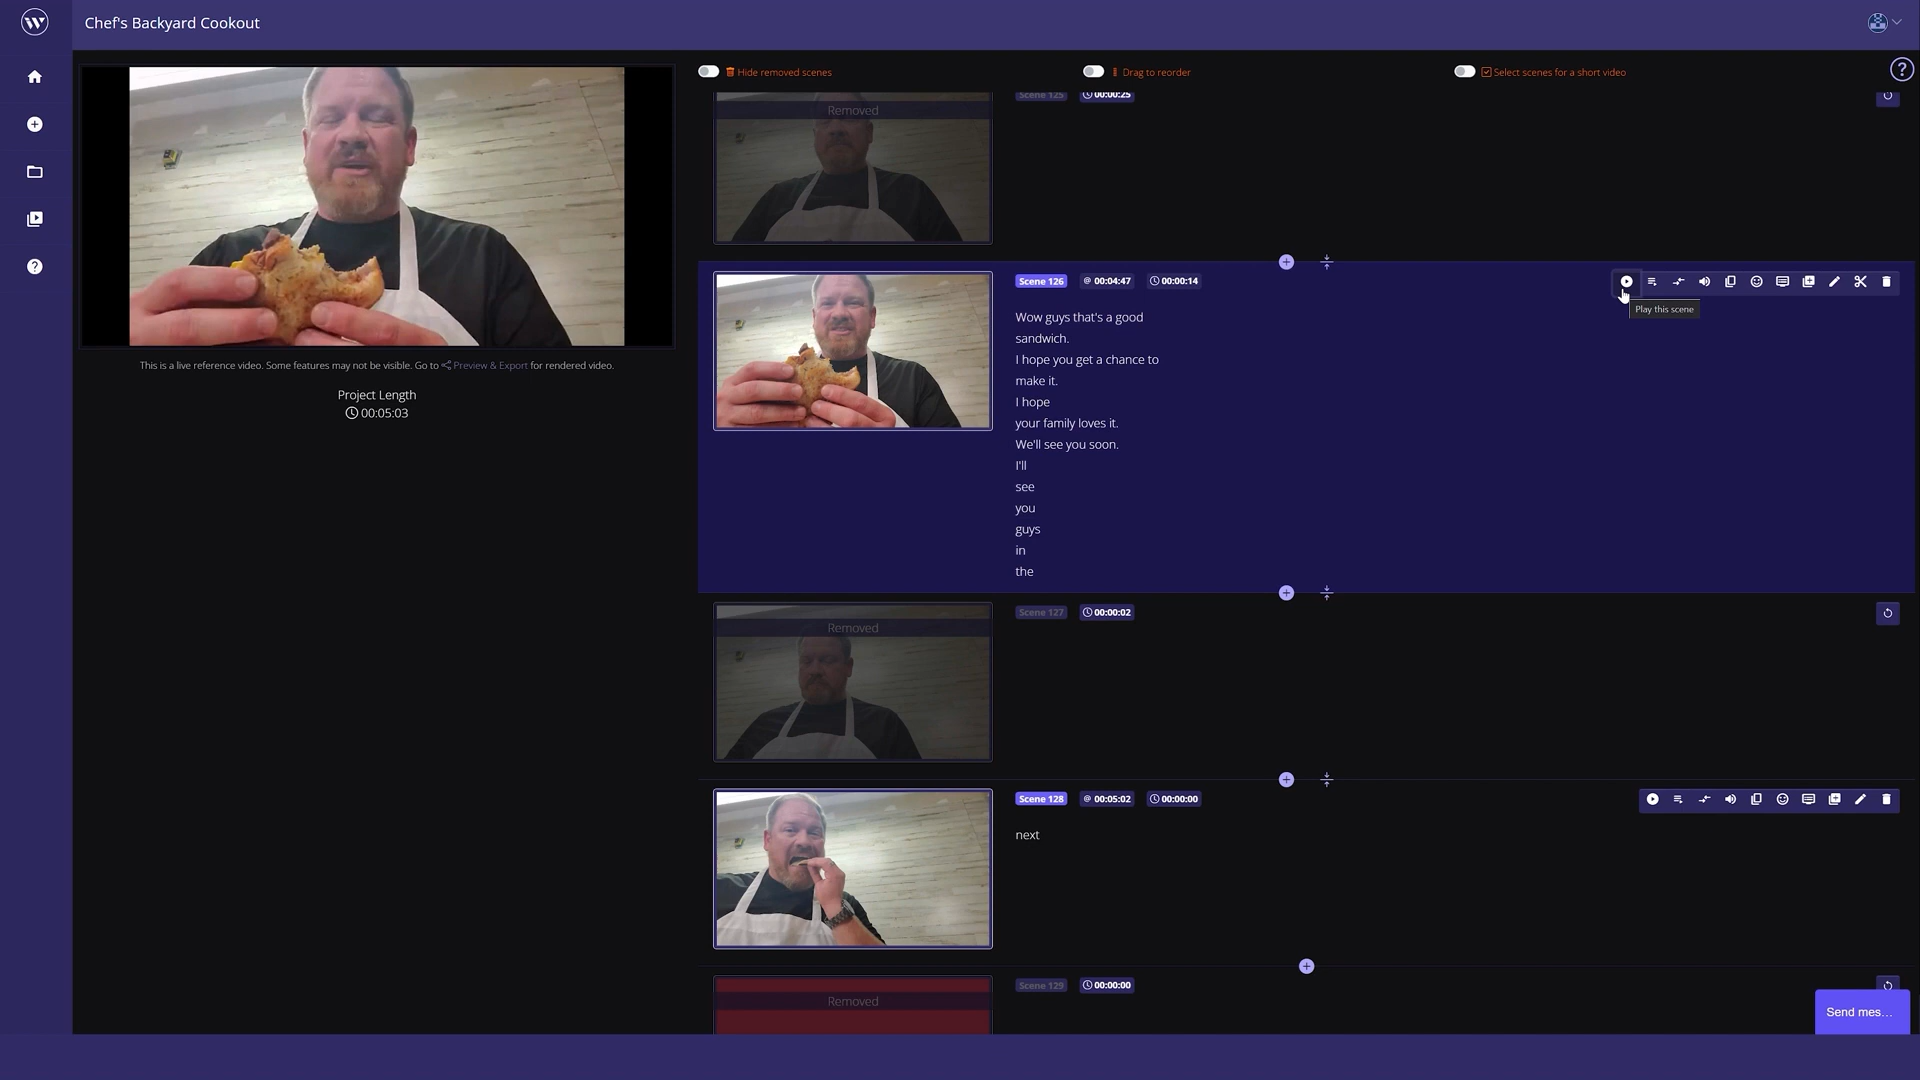 Chef's Backyard Cookout
Hide removed scenes
Drag to reorder
Select scenes for a short video
Removed
Scene 125
00:00:25
This is a live reference video. Some features may not be visible. Go to Preview & Export for rendered video.
Project Length
00:05:03
Scene 126
@ 00:04:47
00:00:14
Play this scene
Wow guys that's a good
sandwich.
I hope you get a chance to
make it.
I hope
your family loves it.
We'll see you soon.
I'll
see
you
guys
in
the
Removed
Scene 127
00:00:02
Scene 128
@ 00:05:02
00:00:00
next
Removed
Scene 129
00:00:00
Send mes...